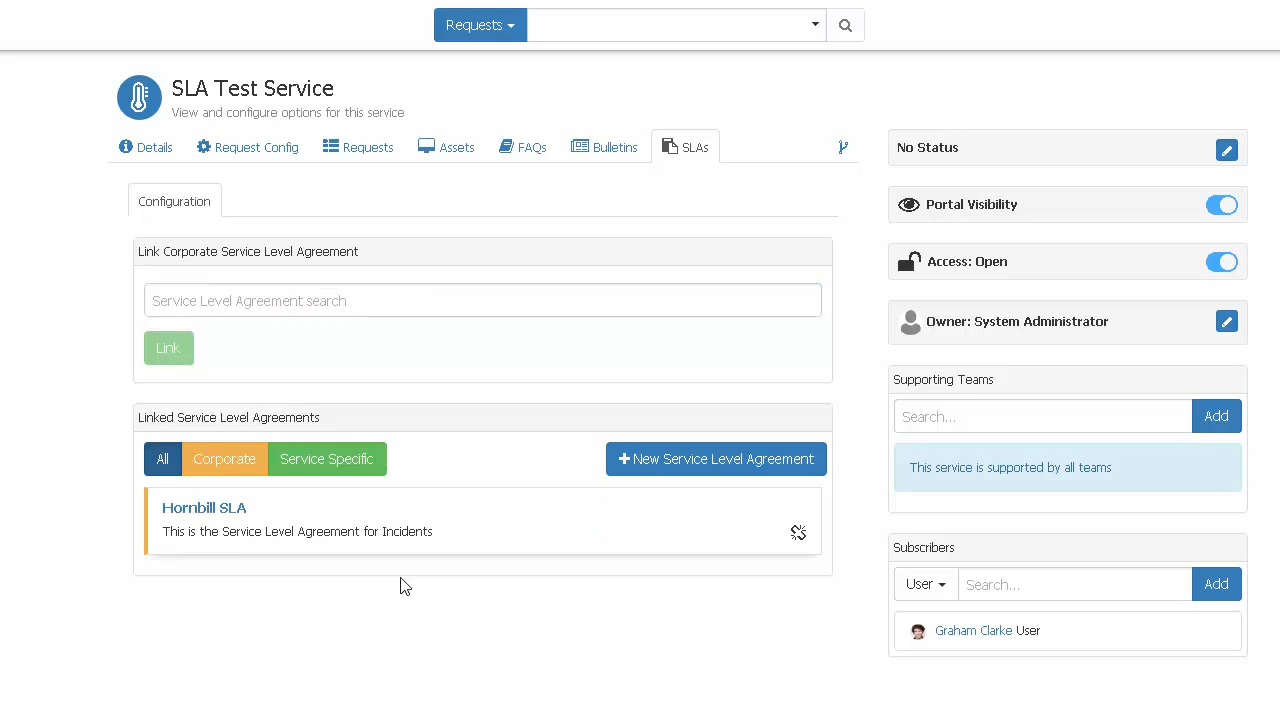 Requests
SLA Test Service
View and configure options for this service
Details
Request Config
Requests
Assets
FAQs
Bulletins
SLAs
Configuration
Link Corporate Service Level Agreement
Service Level Agreement search
Link
Linked Service Level Agreements
All
Corporate
Service Specific
New Service Level Agreement
Hornbill SLA
This is the Service Level Agreement for Incidents
No Status
Portal Visibility
Access: Open
Owner: System Administrator
Supporting Teams
Search...
Add
This service is supported by all teams
Subscribers
User
Search...
Add
Graham Clarke User